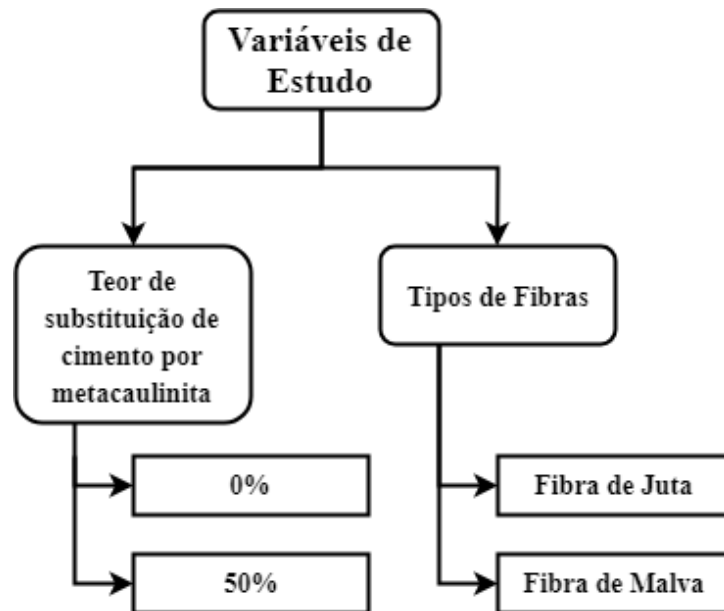 Variáveis de
Estudo
Teor de
substituição de
cimento por
metacaulinita
Tipos de Fibras
0%
50%
Fibra de Juta
Fibra de Malva